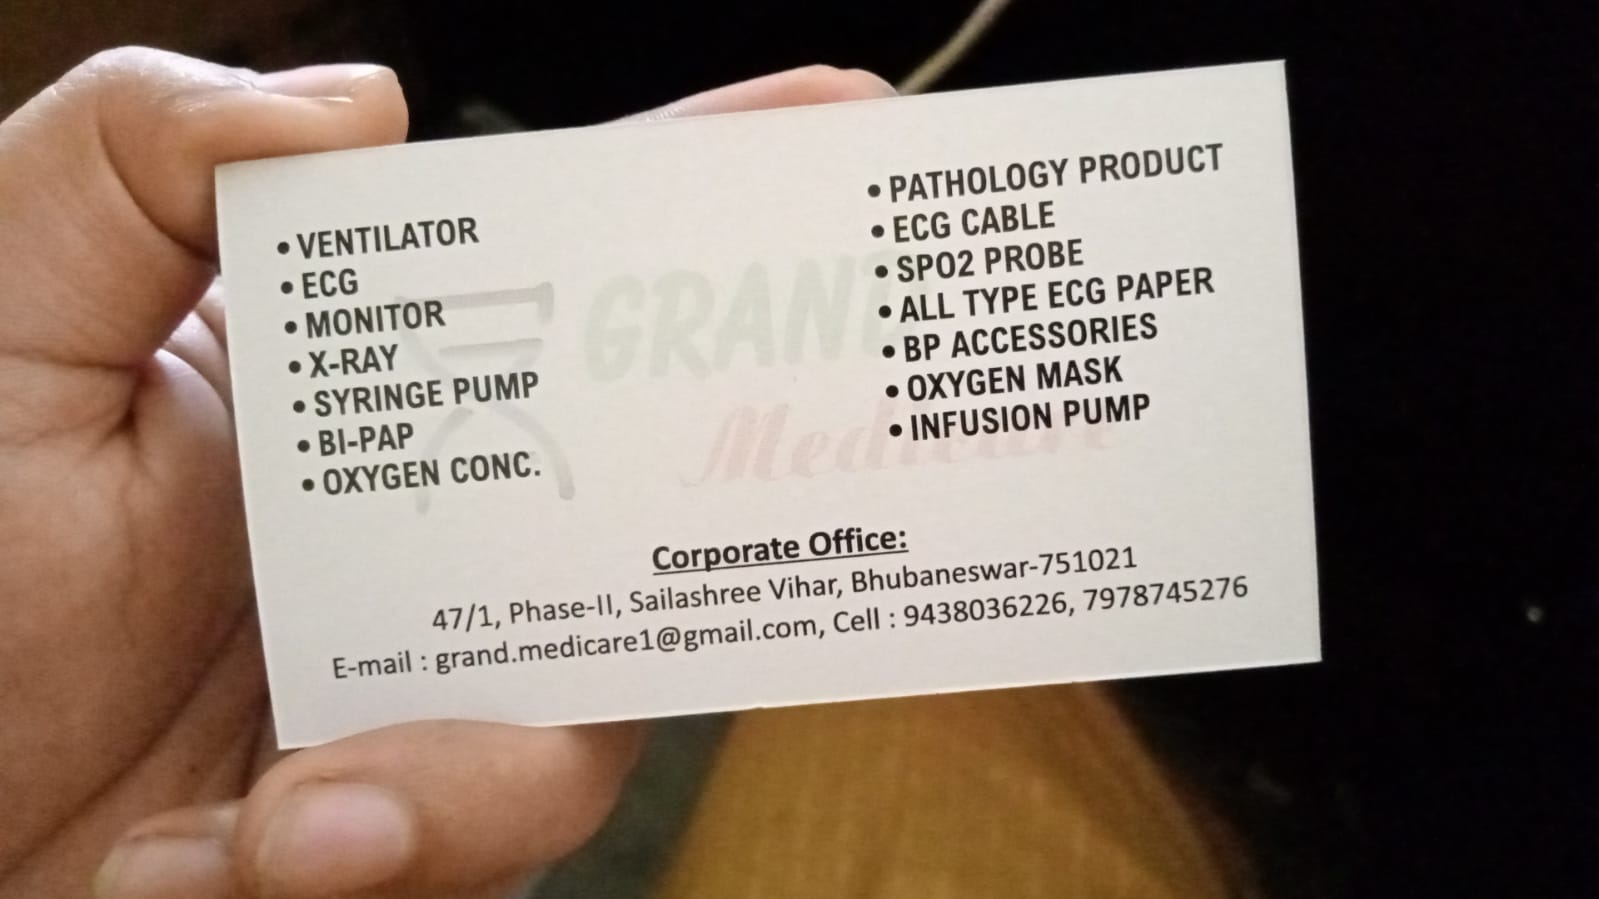 • VENTILATOR
• ECG
• MONITOR
• X-RAY
• SYRINGE PUMP
• BI-PAP
• OXYGEN CONC.
• PATHOLOGY PRODUCT
• ECG CABLE
• SPO2 PROBE
• ALL TYPE ECG PAPER
• BP ACCESSORIES
• OXYGEN MASK
• INFUSION PUMP
GRAND
Medicare
Corporate Office:
47/1, Phase-II, Sailashree Vihar, Bhubaneswar-751021
E-mail : grand.medicare1@gmail.com, Cell : 9438036226, 7978745276